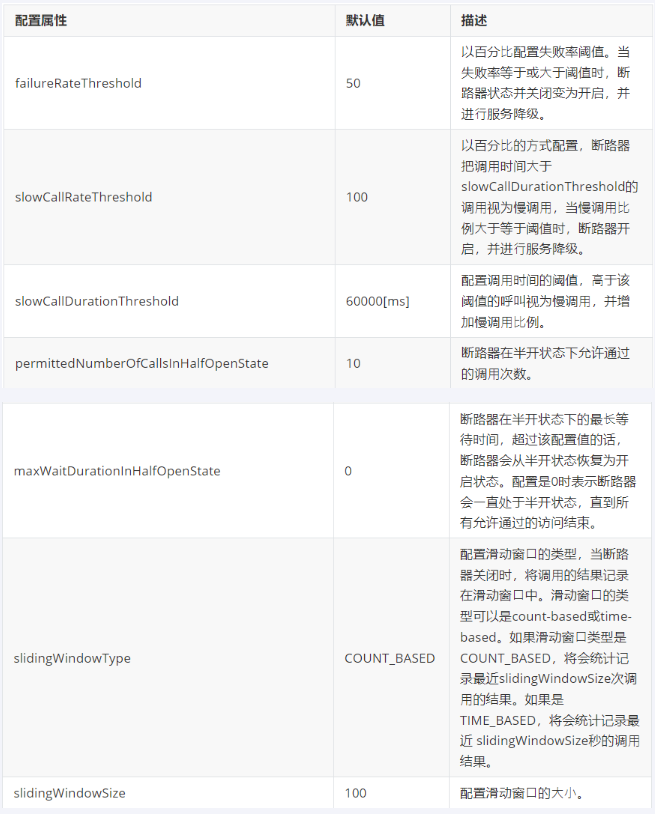 配置属性 默认值 描述
failureRateThreshold 50 以百分比配置失败率阈值。当
失败率等于或大于阈值时，断
路器状态并关闭变为开启，并
进行服务降级。
slowCallRateThreshold 100 以百分比的方式配置，断路器
把调用时间大于
slowCallDurationThreshold的
调用视为慢调用，当慢调用比
例大于等于阈值时，断路器开
启，并进行服务降级。
slowCallDurationThreshold 60000[ms] 配置调用时间的阈值，高于该
阈值的呼叫视为慢调用，并增
加慢调用比例。
permittedNumberOfCallsInHalfOpenState 10 断路器在半开状态下允许通过
的调用次数。
maxWaitDurationInHalfOpenState 0 断路器在半开状态下的最长等
待时间，超过该配置值的话，
断路器会从半开状态恢复为开
启状态。配置是0时表示断路器
会一直处于半开状态，直到所
有允许通过的访问结束。
slidingWindowType COUNT_BASED 配置滑动窗口的类型，当断路
器关闭时，将调用的结果记录
在滑动窗口中。滑动窗口的类
型可以是count-based或time-
based。如果滑动窗口类型是
COUNT_BASED，将会统计记
录最近slidingWindowSize次调
用的结果。如果是
TIME_BASED，将会统计记录最
近 slidingWindowSize秒的调用
结果。
slidingWindowSize 100 配置滑动窗口的大小。